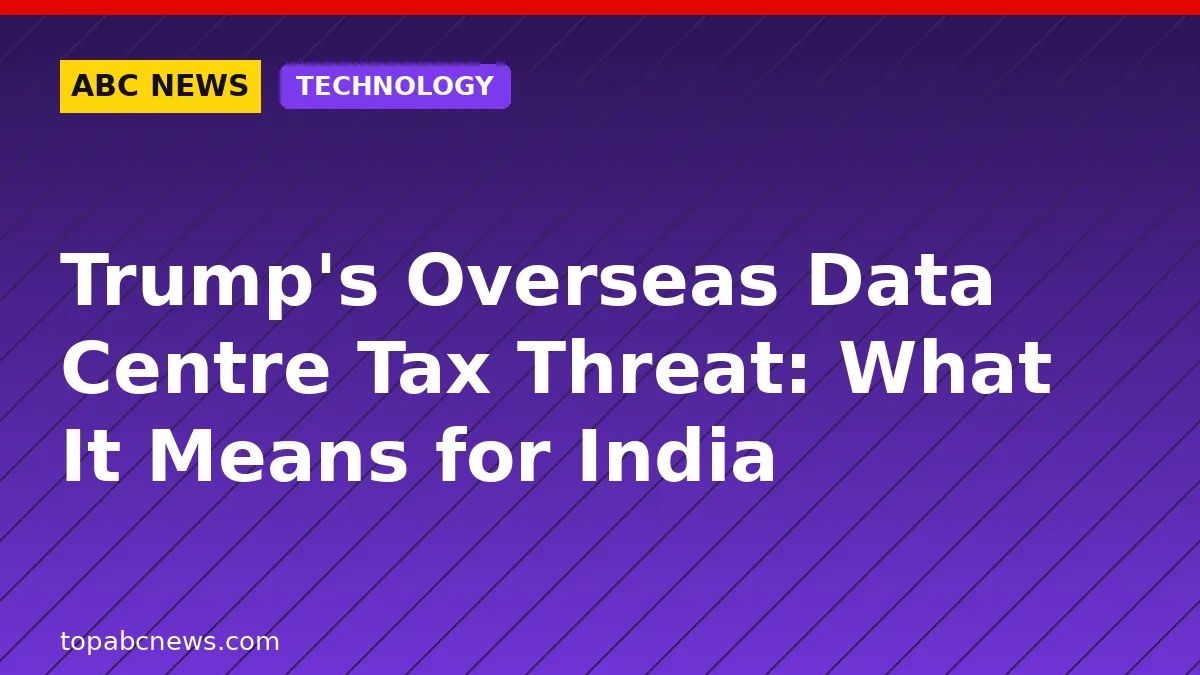 ABC NEWS
TECHNOLOGY
Trump's Overseas Data
Centre Tax Threat: What
It Means for India
topabcnews.com